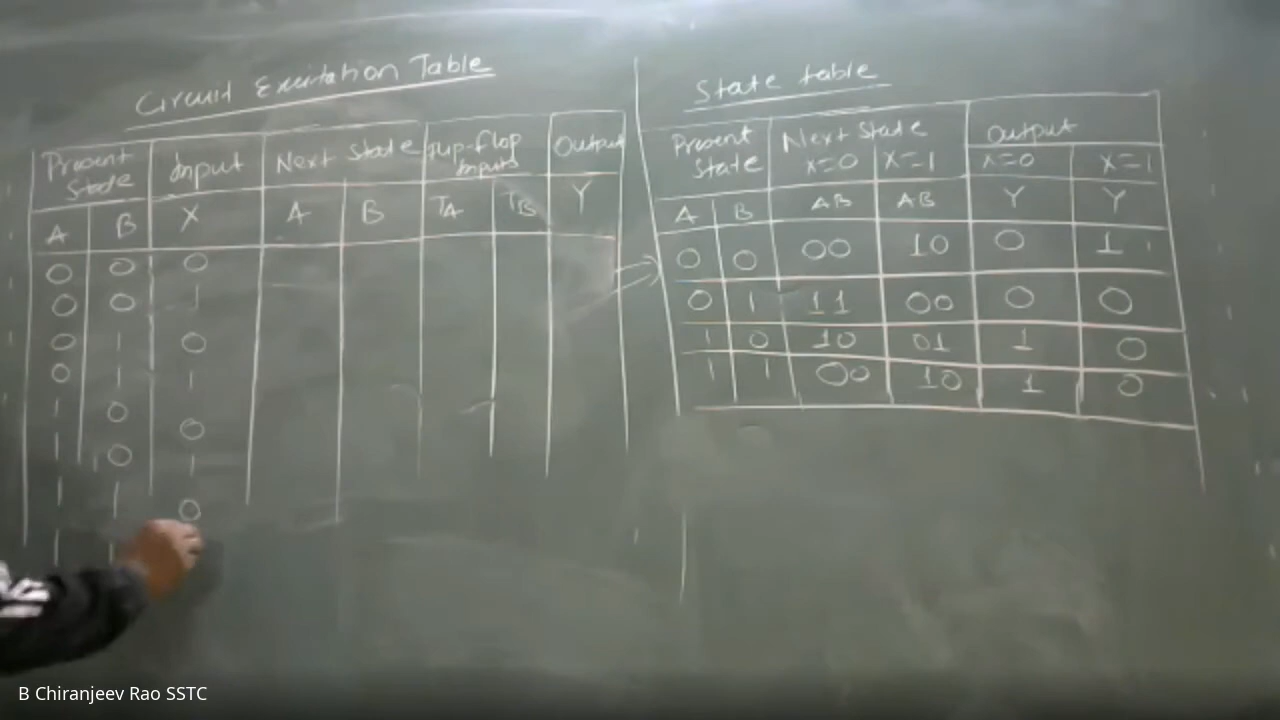 Circuit Excitation Table
Present State Input Next State Flip-flop Inputs Output
A B X A B TA TB Y
0 0 0
0 0 1
0 1 0
0 1 1
1 0 0
1 0 1
1 1 0
1 1
State table
Present State Next State Output
X=0 X=1 X=0 X=1
A B AB AB Y Y
0 0 00 10 0 1
0 1 11 00 0 0
1 0 10 01 1 0
1 1 00 10 1 0
B Chiranjeev Rao SSTC